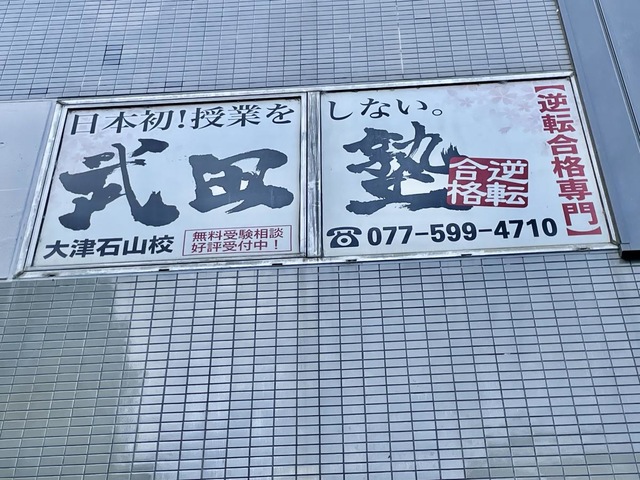 日本初!授業をしない。
武田塾
逆転
合格
【逆転合格専門】
大津石山校
無料受験相談
好評受付中!
☎077-599-4710